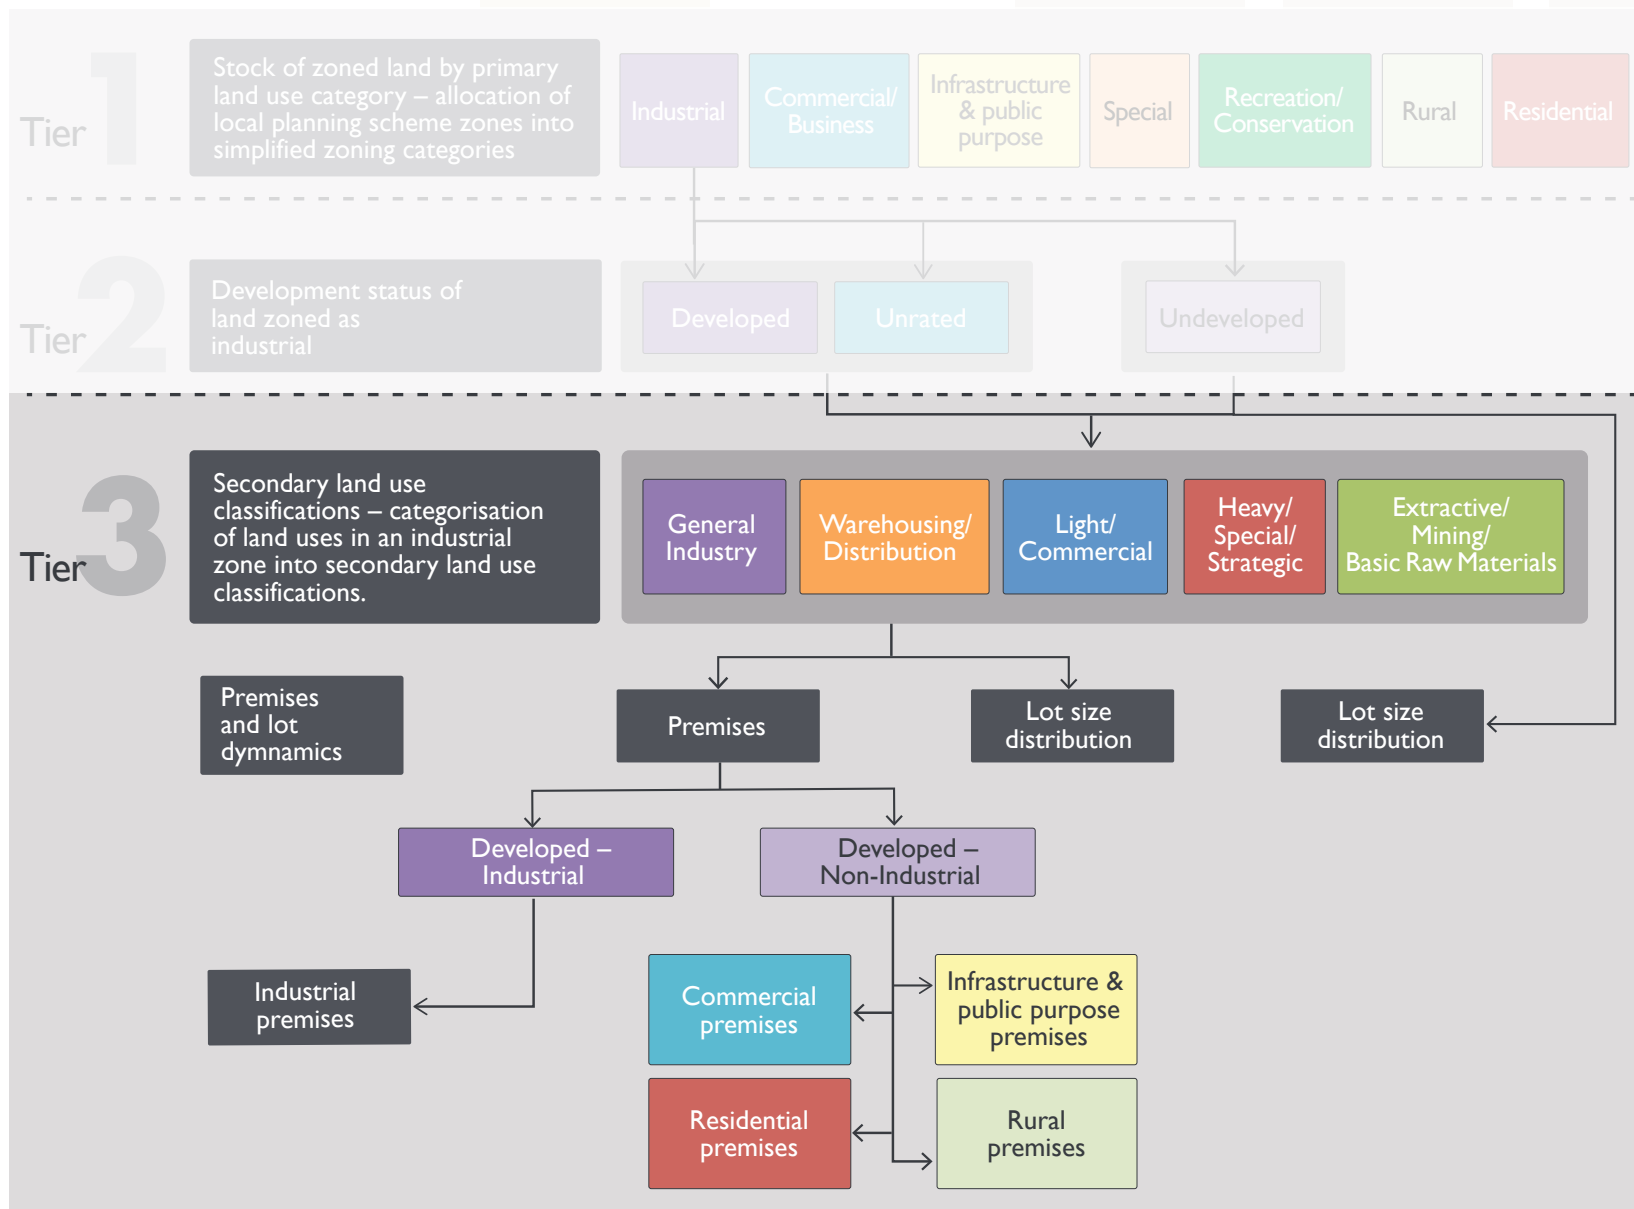 Tier 1
Stock of zoned land by primary
land use category – allocation of
local planning scheme zones into
simplified zoning categories
Industrial
Commercial/
Business
Infrastructure
& public
purpose
Special
Recreation/
Conservation
Rural
Residential
Tier 2
Development status of
land zoned as
industrial
Developed
Unrated
Undeveloped
Tier 3
Secondary land use
classifications – categorisation
of land uses in an industrial
zone into secondary land use
classifications.
General
Industry
Warehousing/
Distribution
Light/
Commercial
Heavy/
Special/
Strategic
Extractive/
Mining/
Basic Raw Materials
Premises
and lot
dymnamics
Premises
Lot size
distribution
Lot size
distribution
Developed –
Industrial
Developed –
Non-Industrial
Industrial
premises
Commercial
premises
Infrastructure &
public purpose
premises
Residential
premises
Rural
premises